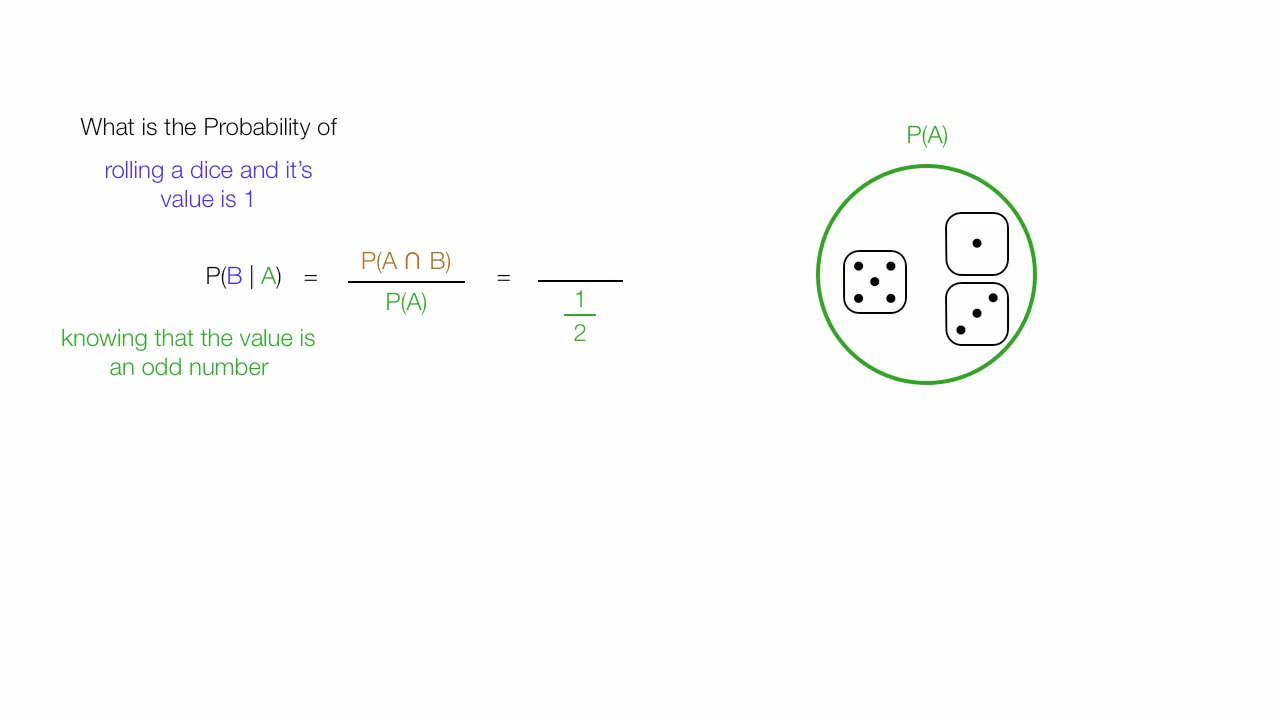 What is the Probability of
rolling a dice and it's
value is 1
P(B | A) = P(A ∩ B) / P(A) = 1/2
knowing that the value is
an odd number
P(A)